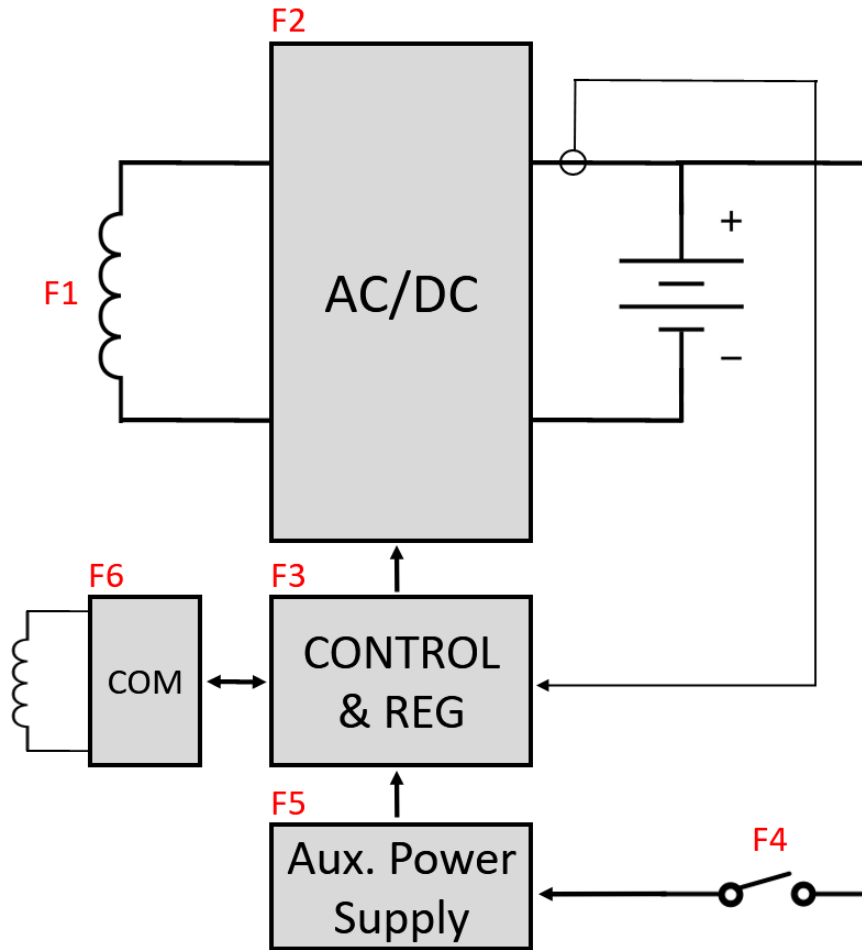 F2
+
F1
AC/DC
−
F6
F3
COM
CONTROL
& REG
F5
F4
Aux. Power
Supply